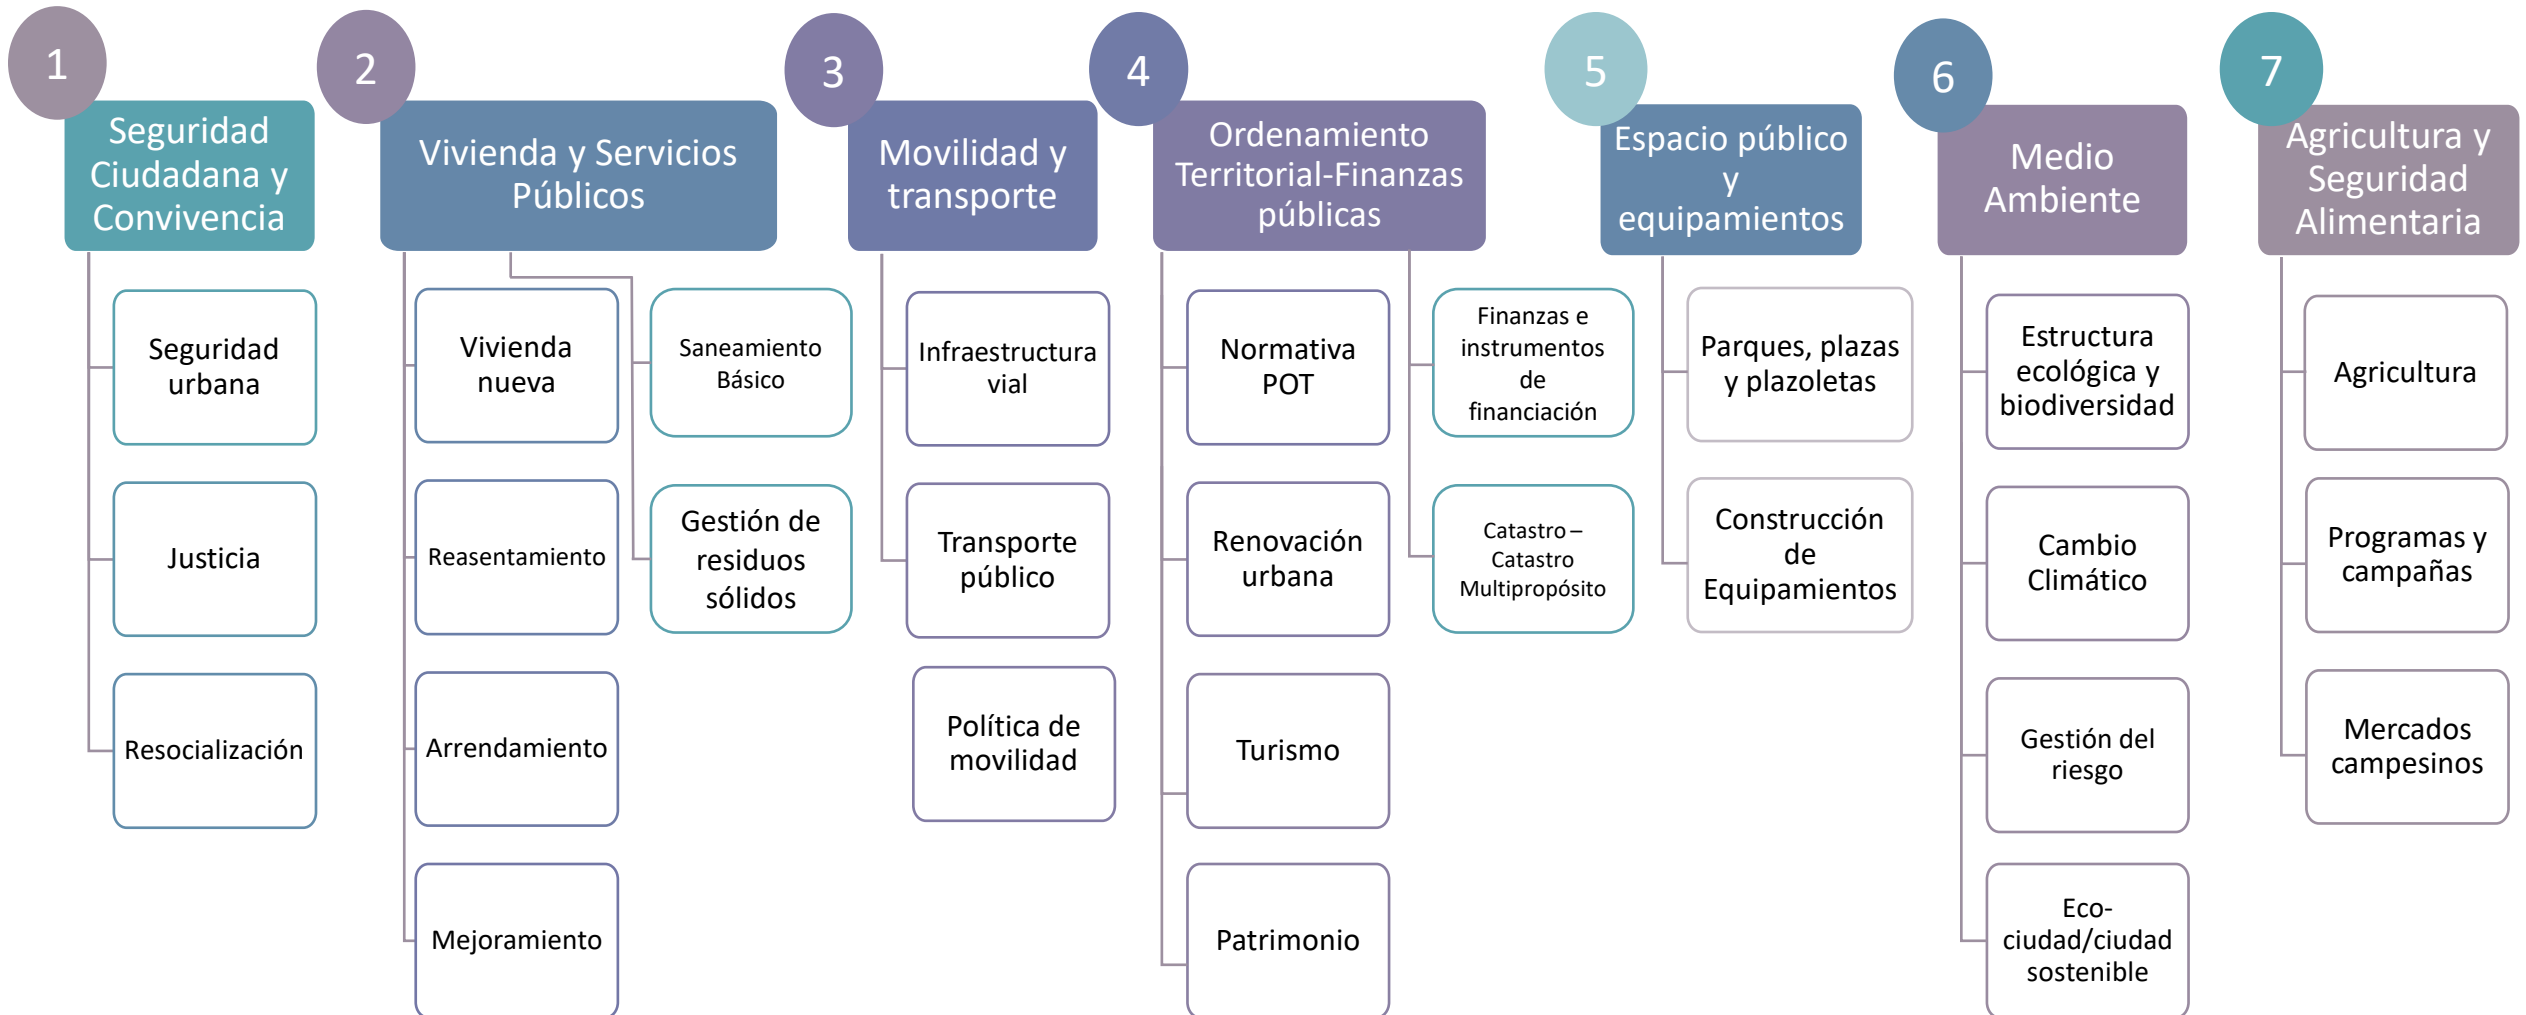 1
Seguridad
Ciudadana y
Convivencia
Seguridad
urbana
Justicia
Resocialización
2
Vivienda y Servicios
Públicos
Vivienda
nueva
Reasentamiento
Arrendamiento
Mejoramiento
Saneamiento
Básico
Gestión de
residuos
sólidos
3
Movilidad y
transporte
Infraestructura
vial
Transporte
público
Política de
movilidad
4
Ordenamiento
Territorial-Finanzas
públicas
Normativa
POT
Renovación
urbana
Turismo
Patrimonio
Finanzas e
instrumentos
de
financiación
Catastro –
Catastro
Multipropósito
5
Espacio público
y
equipamientos
Parques, plazas
y plazoletas
Construcción
de
Equipamientos
6
Medio
Ambiente
Estructura
ecológica y
biodiversidad
Cambio
Climático
Gestión del
riesgo
Eco-
ciudad/ciudad
sostenible
7
Agricultura y
Seguridad
Alimentaria
Agricultura
Programas y
campañas
Mercados
campesinos